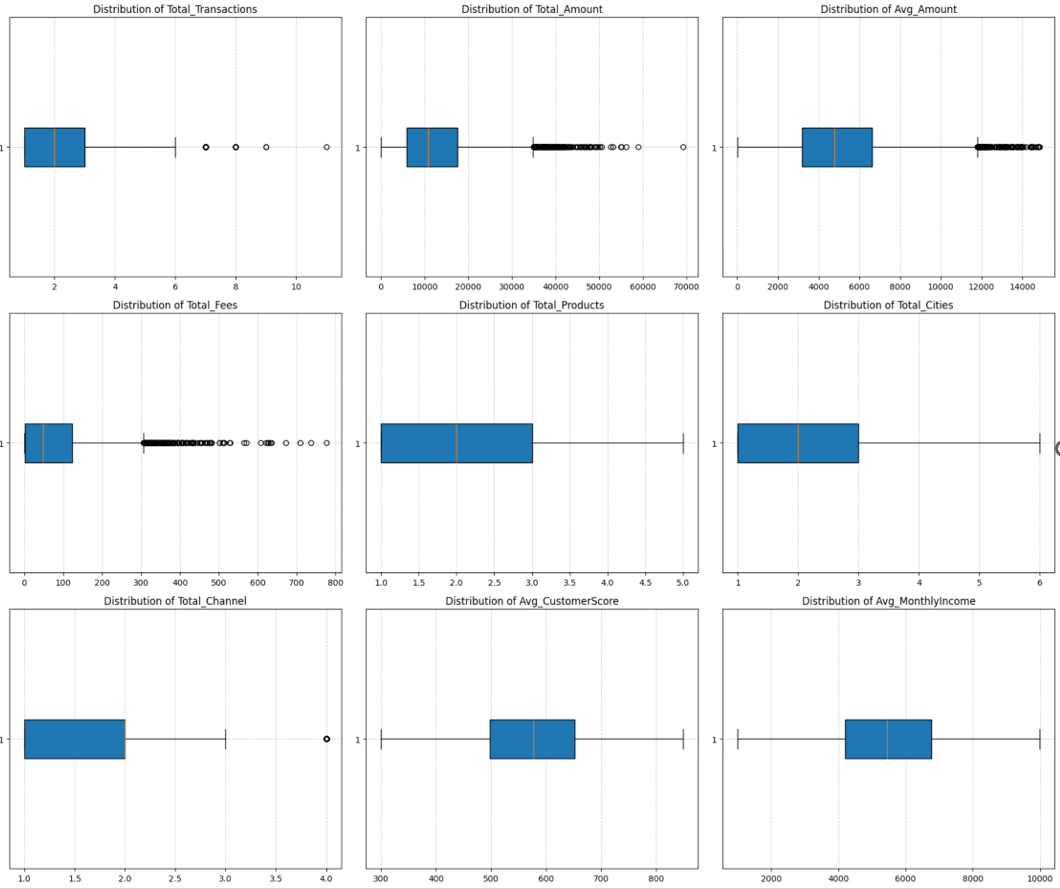 Distribution of Total_Transactions
1
2 4 6 8 10
Distribution of Total_Amount
1
0 10000 20000 30000 40000 50000 60000 70000
Distribution of Avg_Amount
1
0 2000 4000 6000 8000 10000 12000 14000
Distribution of Total_Fees
1
0 100 200 300 400 500 600 700 800
Distribution of Total_Products
1
1.0 1.5 2.0 2.5 3.0 3.5 4.0 4.5 5.0
Distribution of Total_Cities
1
1 2 3 4 5 6
Distribution of Total_Channel
1
1.0 1.5 2.0 2.5 3.0 3.5 4.0
Distribution of Avg_CustomerScore
1
300 400 500 600 700 800
Distribution of Avg_MonthlyIncome
1
2000 4000 6000 8000 10000